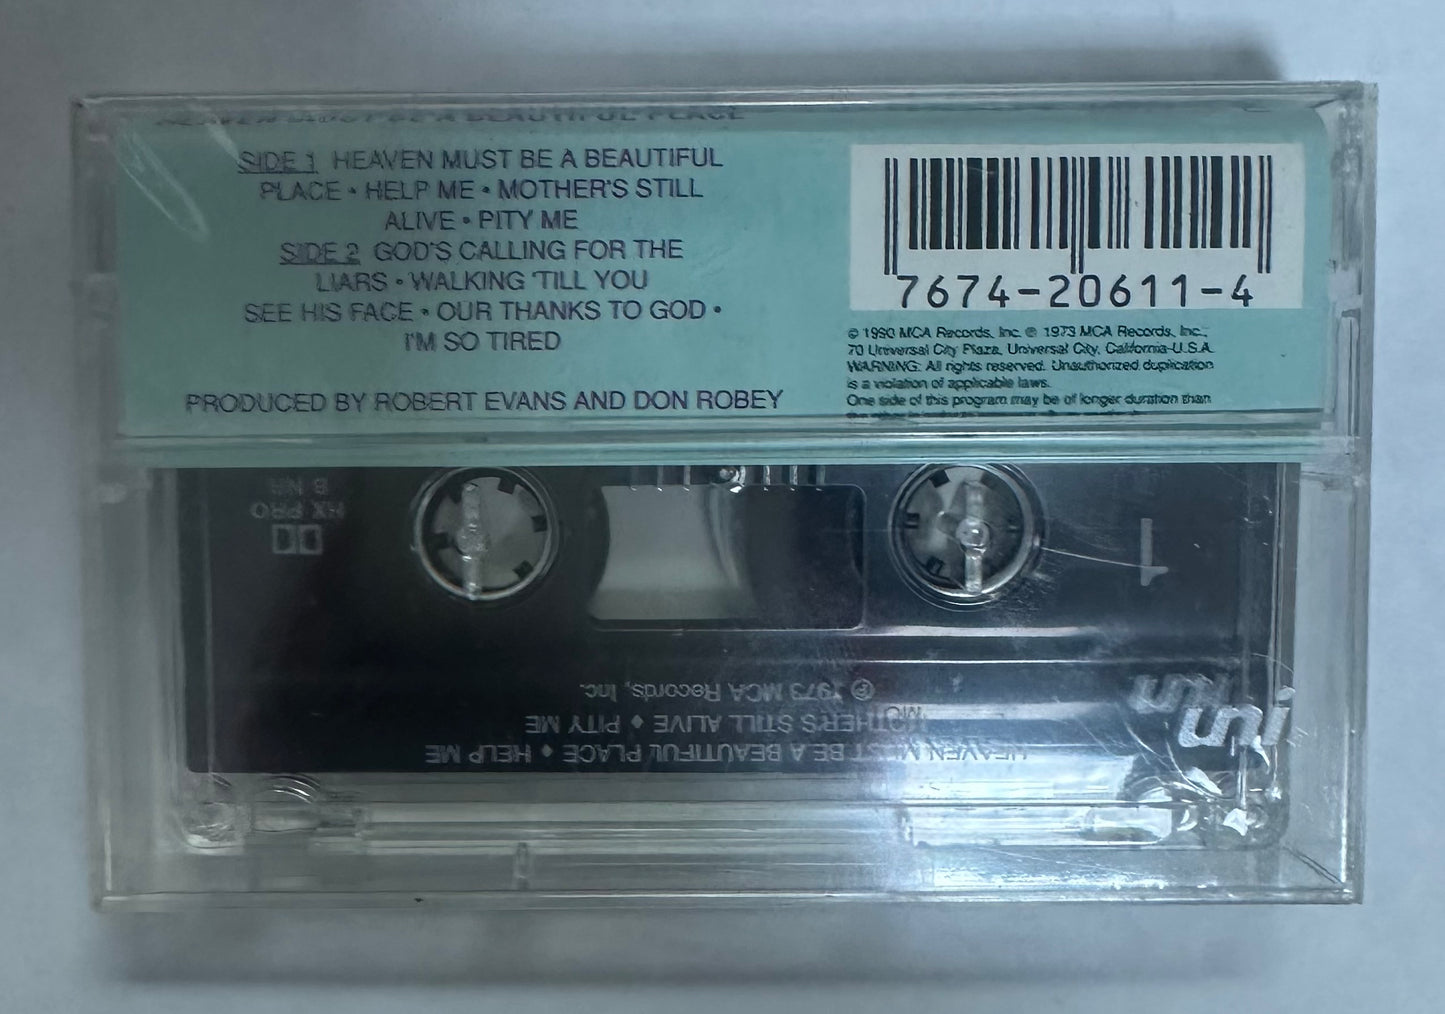 HEAVEN MUST BE A BEAUTIFUL PLACE
SIDE 1 HEAVEN MUST BE A BEAUTIFUL
PLACE • HELP ME • MOTHER'S STILL
ALIVE • PITY ME
SIDE 2 GOD'S CALLING FOR THE
LIARS • WALKING 'TILL YOU
SEE HIS FACE • OUR THANKS TO GOD •
I'M SO TIRED
PRODUCED BY ROBERT EVANS AND DON ROBEY
7674-20611-4
© 1990 MCA Records, Inc. ℗ 1973 MCA Records, Inc.,
70 Universal City Plaza, Universal City, California-U.S.A.
WARNING: All rights reserved. Unauthorized duplication
is a violation of applicable laws.
One side of this program may be of longer duration than
HEAVEN MUST BE A BEAUTIFUL PLACE ♦ HELP ME
MOTHER'S STILL ALIVE ♦ PITY ME
℗ 1973 MCA Records, Inc.
1
HX PRO
B NR